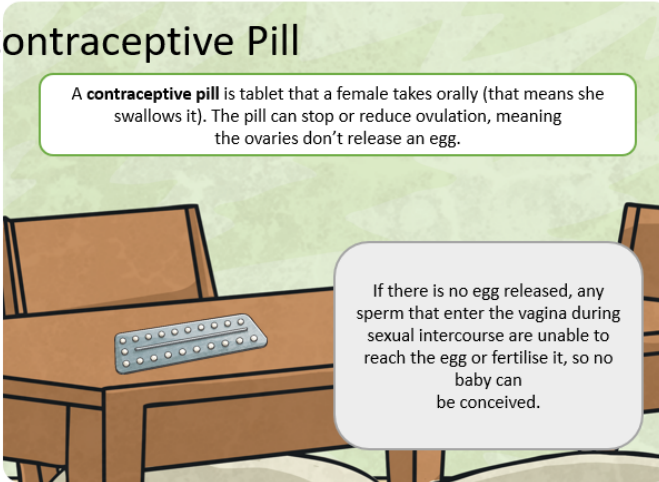 ontraceptive Pill
A contraceptive pill is tablet that a female takes orally (that means she
swallows it). The pill can stop or reduce ovulation, meaning
the ovaries don’t release an egg.
If there is no egg released, any
sperm that enter the vagina during
sexual intercourse are unable to
reach the egg or fertilise it, so no
baby can
be conceived.